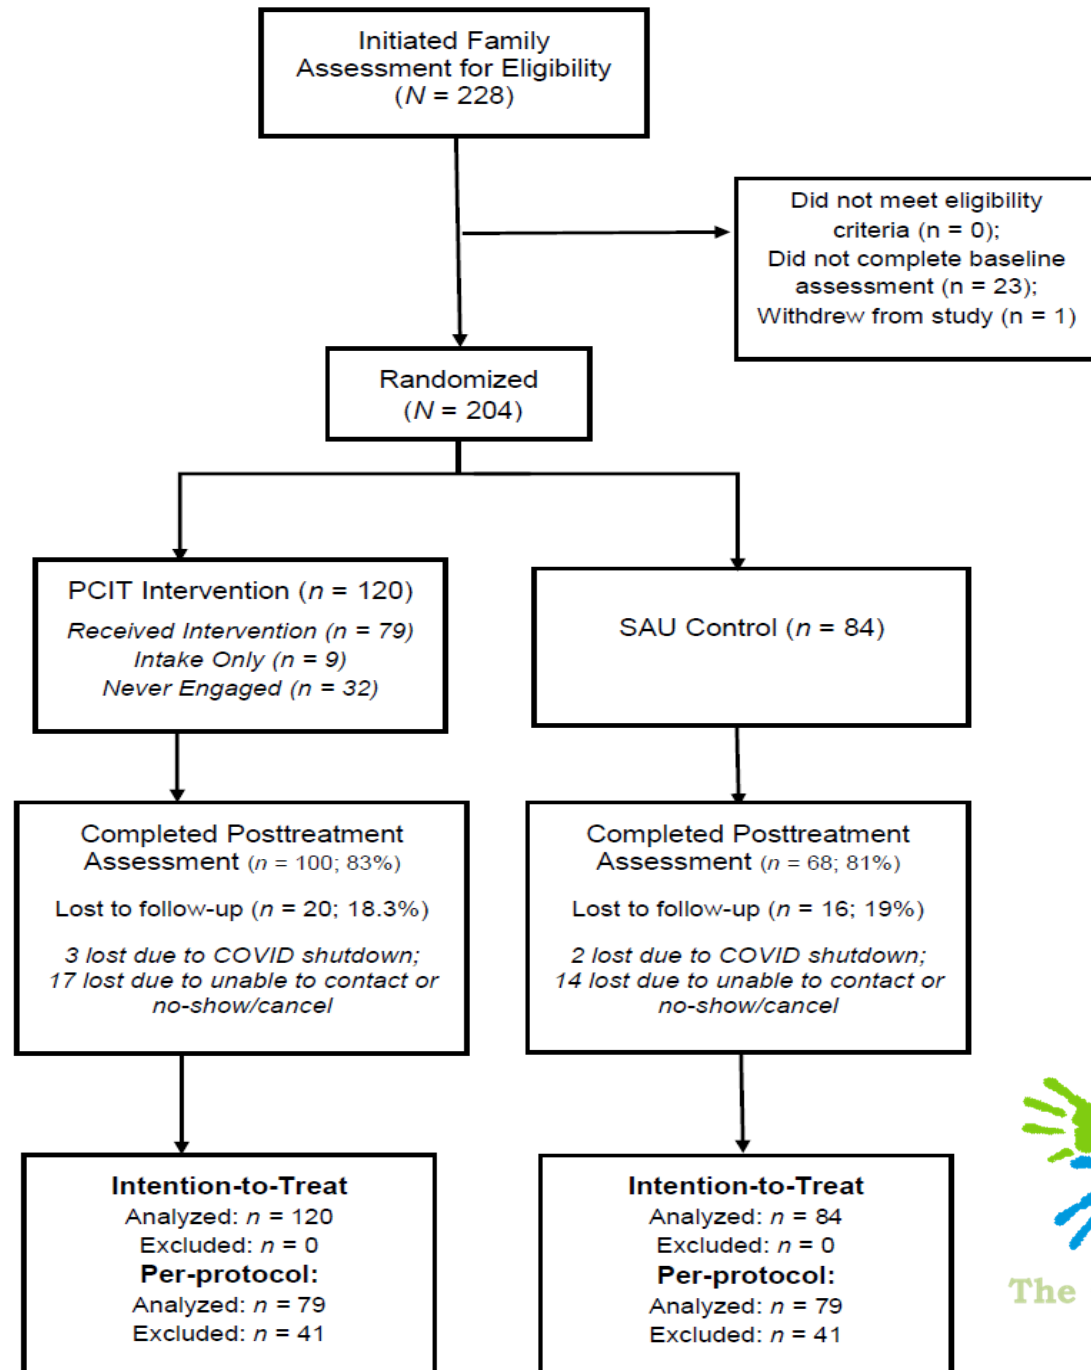 Initiated Family
Assessment for Eligibility
(N = 228)
Did not meet eligibility
criteria (n = 0);
Did not complete baseline
assessment (n = 23);
Withdrew from study (n = 1)
Randomized
(N = 204)
PCIT Intervention (n = 120)
Received Intervention (n = 79)
Intake Only (n = 9)
Never Engaged (n = 32)
SAU Control (n = 84)
Completed Posttreatment
Assessment (n = 100; 83%)
Lost to follow-up (n = 20; 18.3%)
3 lost due to COVID shutdown;
17 lost due to unable to contact or
no-show/cancel
Completed Posttreatment
Assessment (n = 68; 81%)
Lost to follow-up (n = 16; 19%)
2 lost due to COVID shutdown;
14 lost due to unable to contact or
no-show/cancel
Intention-to-Treat
Analyzed: n = 120
Excluded: n = 0
Per-protocol:
Analyzed: n = 79
Excluded: n = 41
Intention-to-Treat
Analyzed: n = 84
Excluded: n = 0
Per-protocol:
Analyzed: n = 79
Excluded: n = 41
The